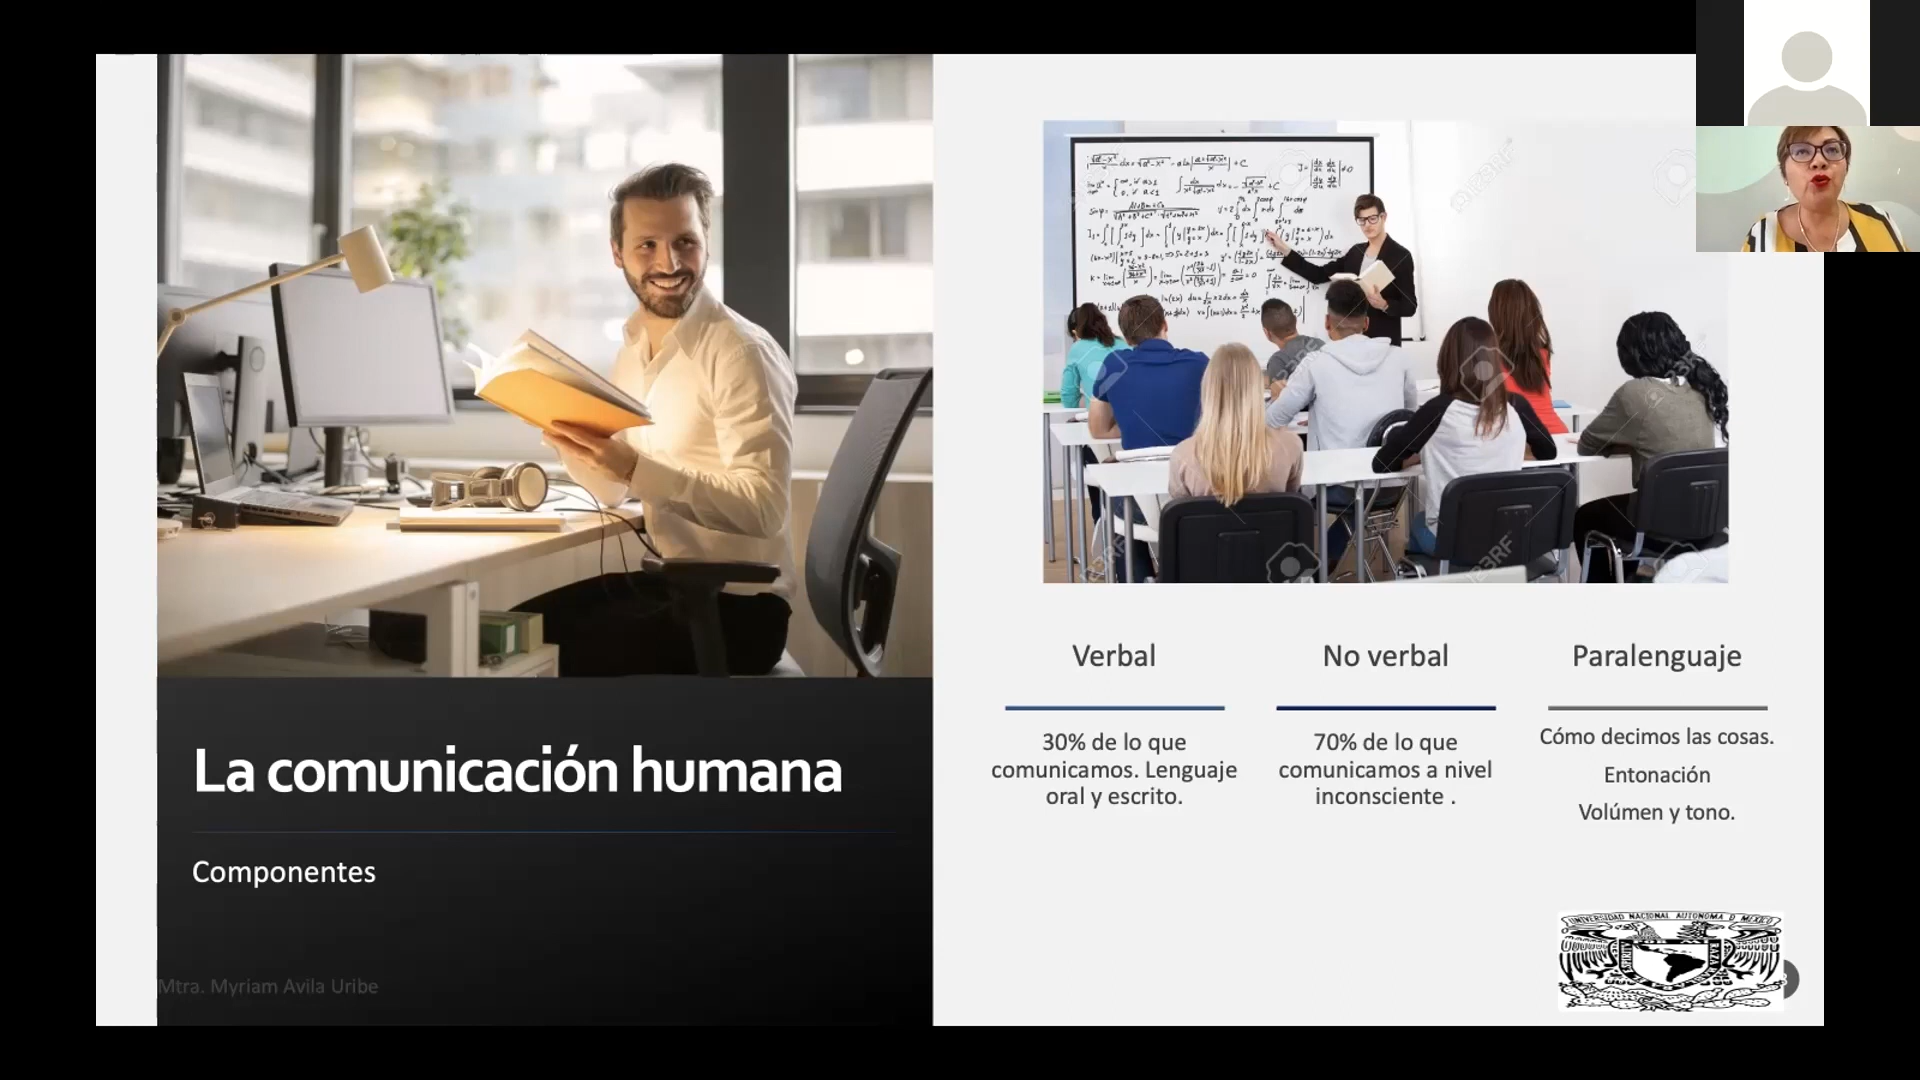 La comunicación humana
Componentes
Mtra. Myriam Avila Uribe
Verbal
30% de lo que
comunicamos. Lenguaje
oral y escrito.
No verbal
70% de lo que
comunicamos a nivel
inconsciente .
Paralenguaje
Cómo decimos las cosas.
Entonación
Volúmen y tono.
UNIVERSIDAD NACIONAL AUTONOMA D MEXICO
123RF